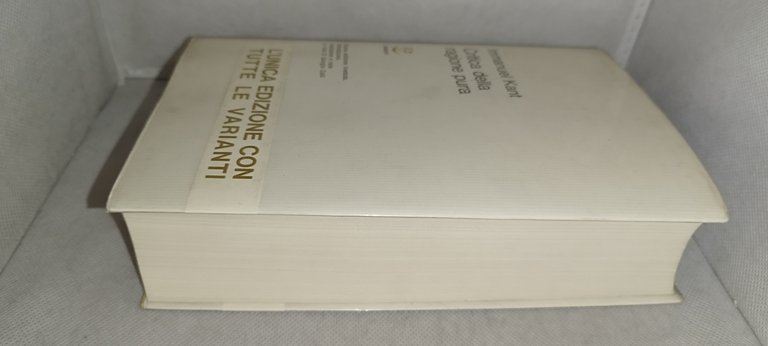 Immanuel Kant
Critica della
ragione pura
L'UNICA EDIZIONE CON
TUTTE LE VARIANTI